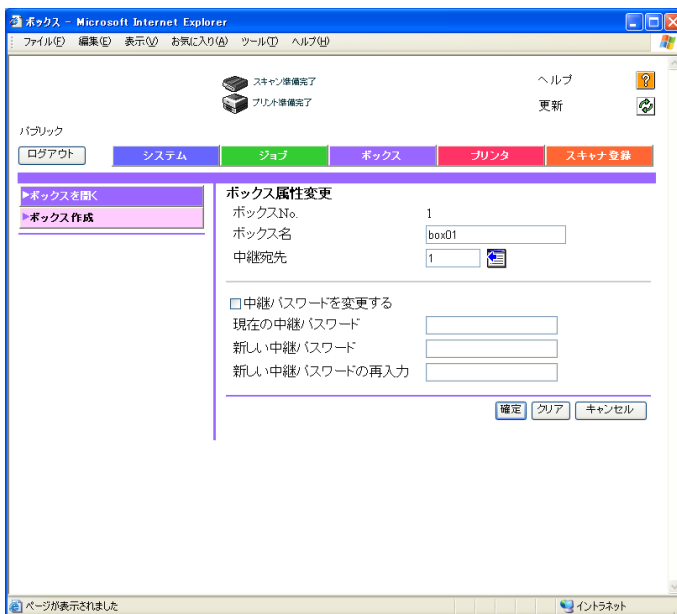 ボックス - Microsoft Internet Explorer
ファイル(F) 編集(E) 表示(V) お気に入り(A) ツール(T) ヘルプ(H)
スキャン準備完了
ヘルプ
?
プリント準備完了
更新
パブリック
ログアウト
システム
ジョブ
ボックス
プリンタ
スキャナ登録
▶ボックスを開く
▶ボックス作成
ボックス属性変更
ボックスNo. 1
ボックス名 box01
中継宛先 1
中継パスワードを変更する
現在の中継パスワード
新しい中継パスワード
新しい中継パスワードの再入力
確定 クリア キャンセル
ページが表示されました イントラネット